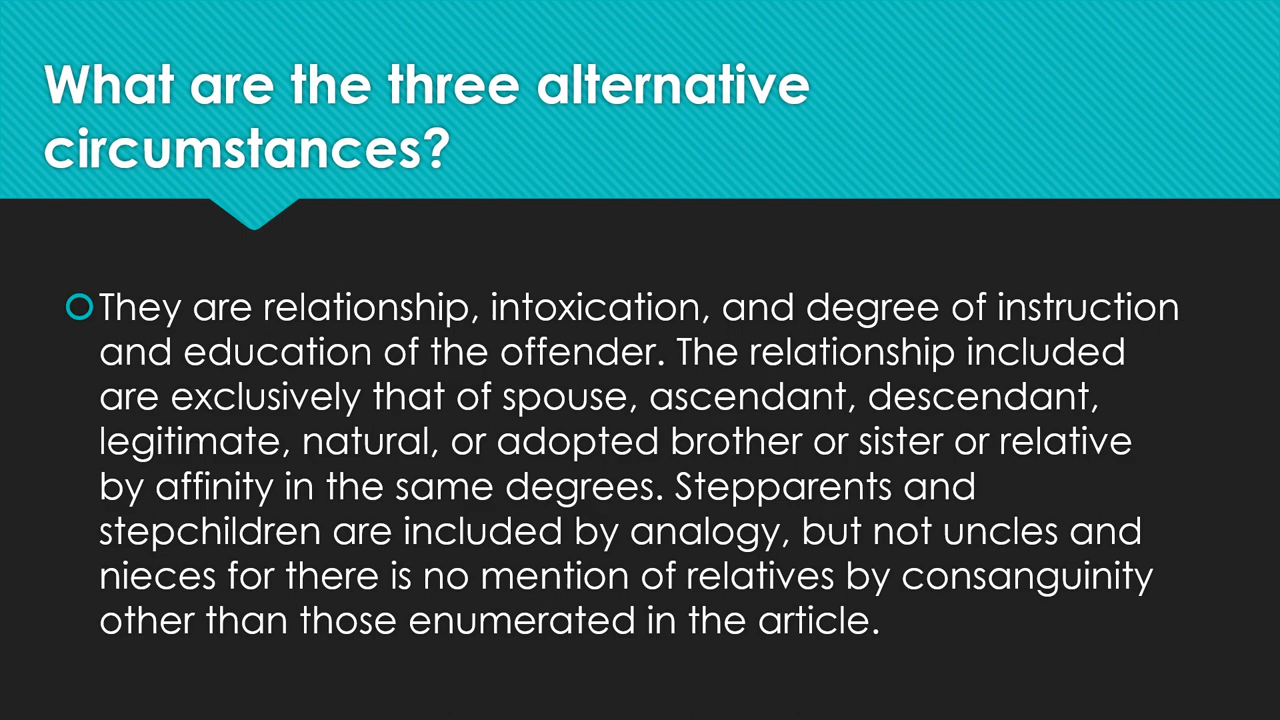 What are the three alternative
circumstances?
They are relationship, intoxication, and degree of instruction
and education of the offender. The relationship included
are exclusively that of spouse, ascendant, descendant,
legitimate, natural, or adopted brother or sister or relative
by affinity in the same degrees. Stepparents and
stepchildren are included by analogy, but not uncles and
nieces for there is no mention of relatives by consanguinity
other than those enumerated in the article.